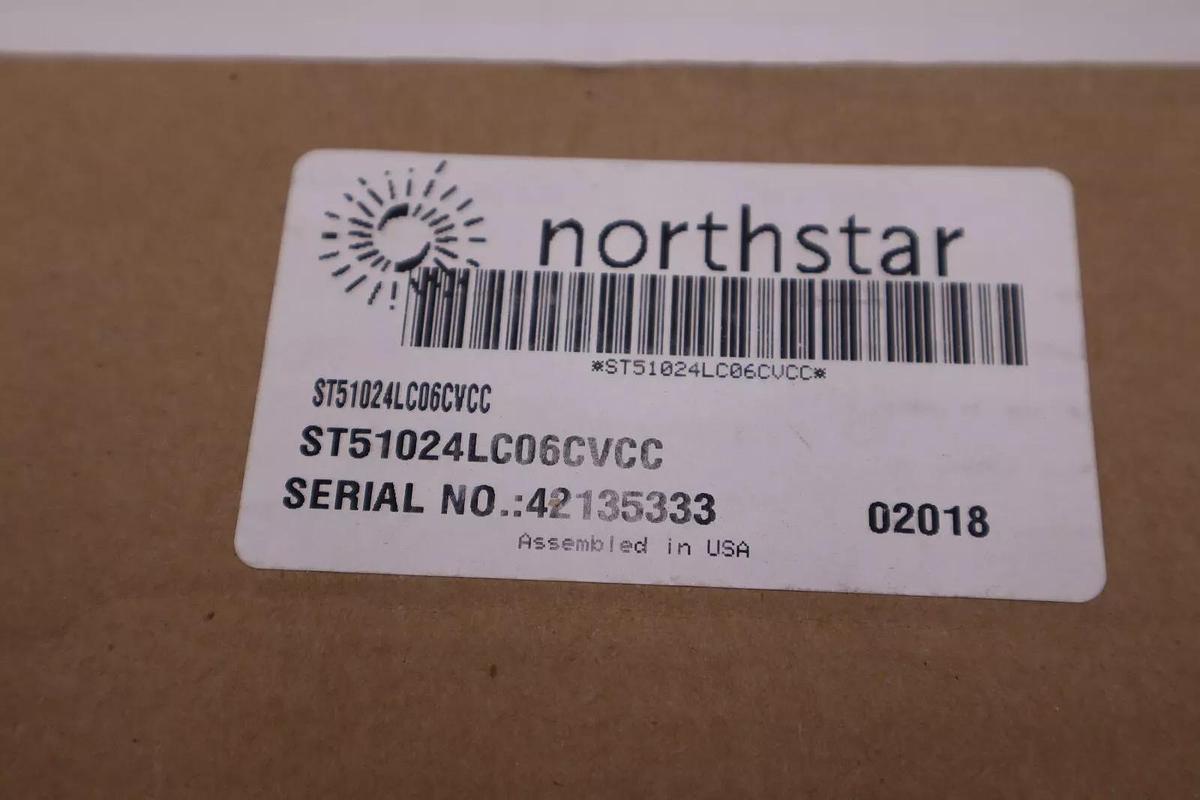 northstar
*ST51024LC06CVCC*
ST51024LC06CVCC
ST51024LC06CVCC
SERIAL NO.:42135333
02018
Assembled in USA